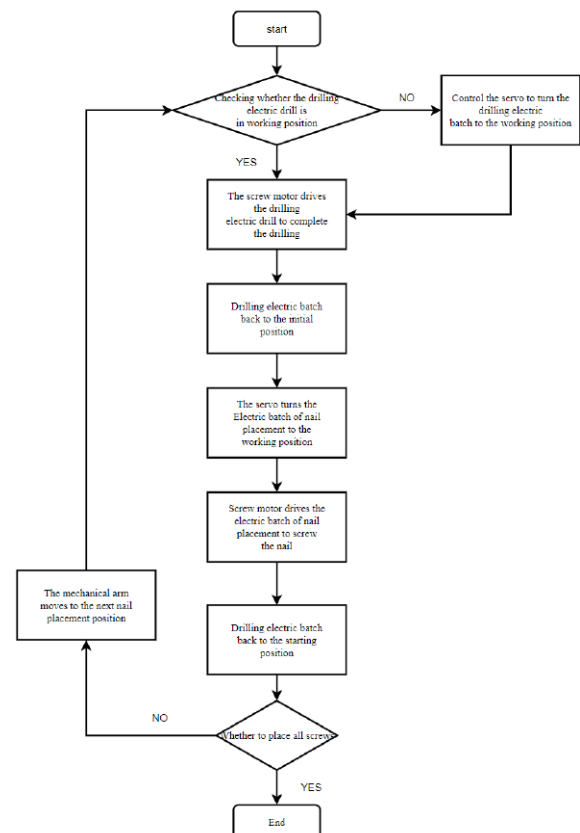 start
Checking whether the drilling
electric drill is
in working position
NO
Control the servo to turn the
drilling electric
batch to the working position
YES
The screw motor drives
the drilling
electric drill to complete
the drilling
Drilling electric batch
back to the initial
position
The servo turns the
Electric batch of nail
placement to the
working position
Screw motor drives the
electric batch of nail
placement to screw
the nail
The mechanical arm
moves to the next nail
placement position
Drilling electric batch
back to the starting
position
NO
Whether to place all screws
YES
End